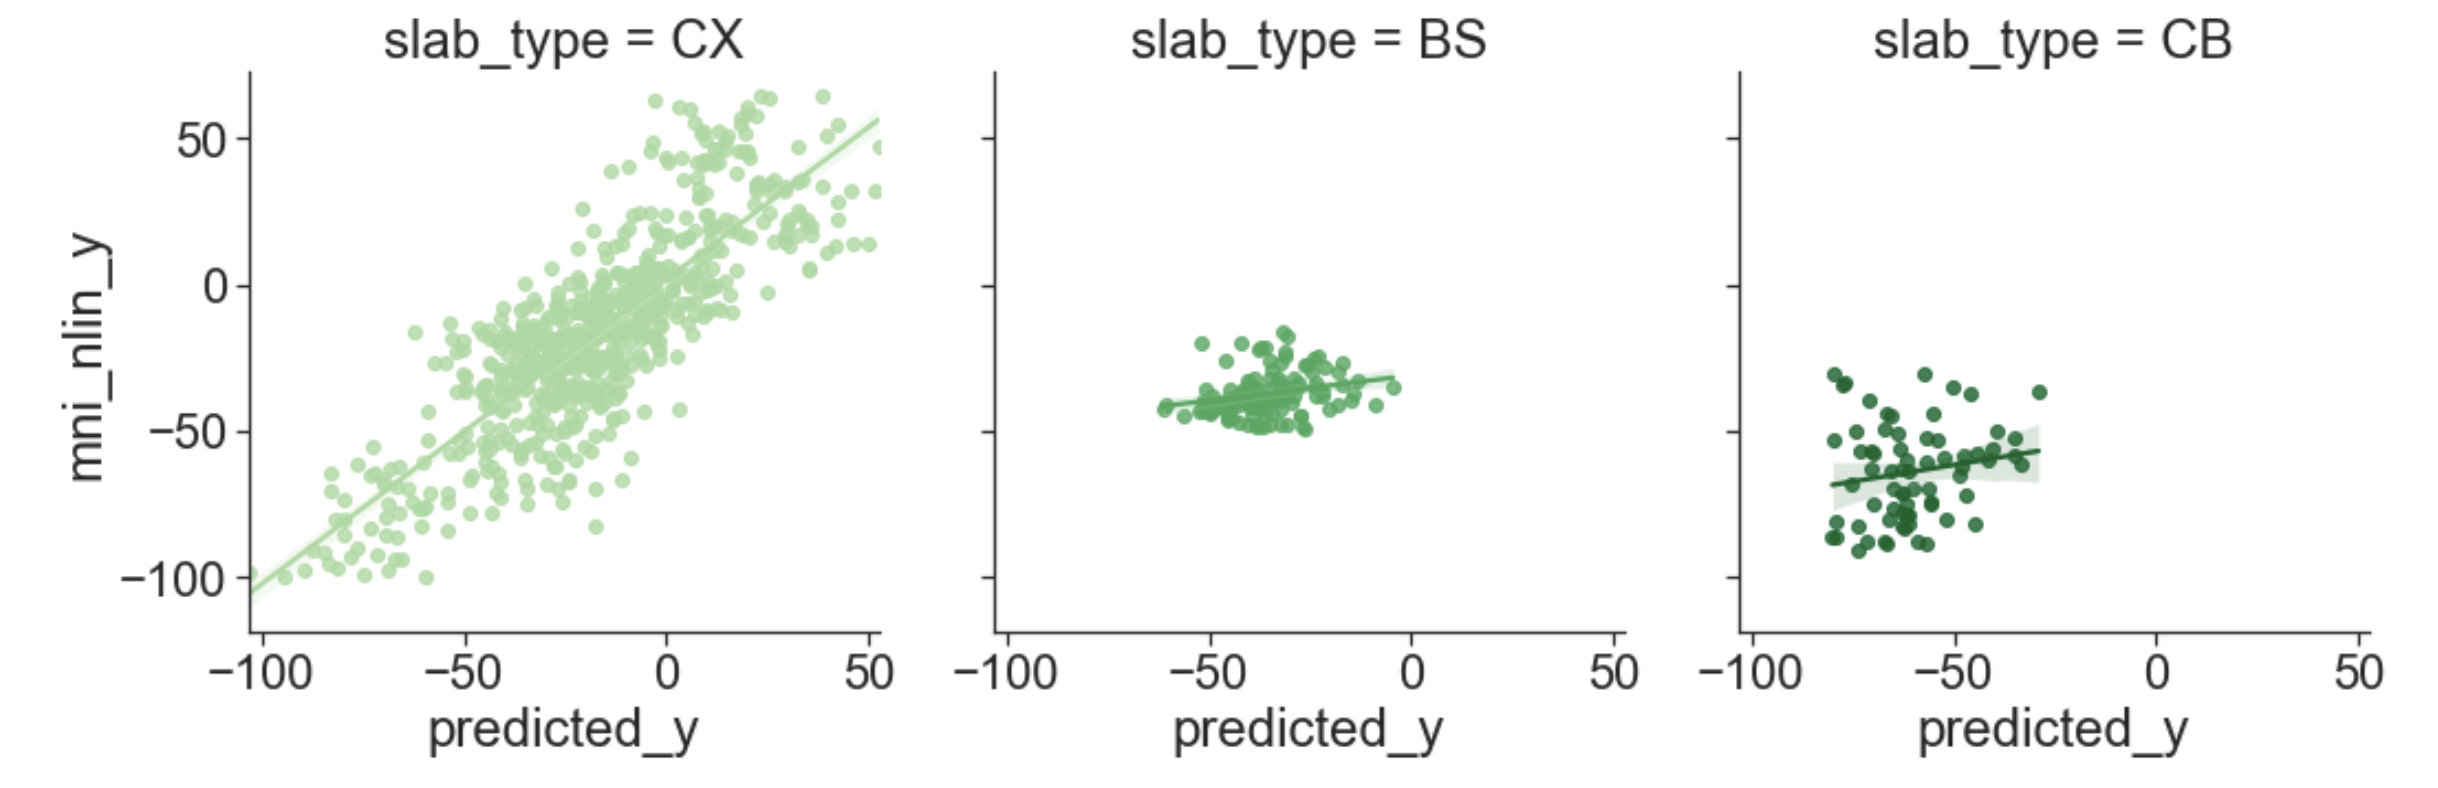 slab_type = CX
slab_type = BS
slab_type = CB
mni_nlin_y
50
0
−50
−100
−100 −50 0 50
−100 −50 0 50
−100 −50 0 50
predicted_y
predicted_y
predicted_y